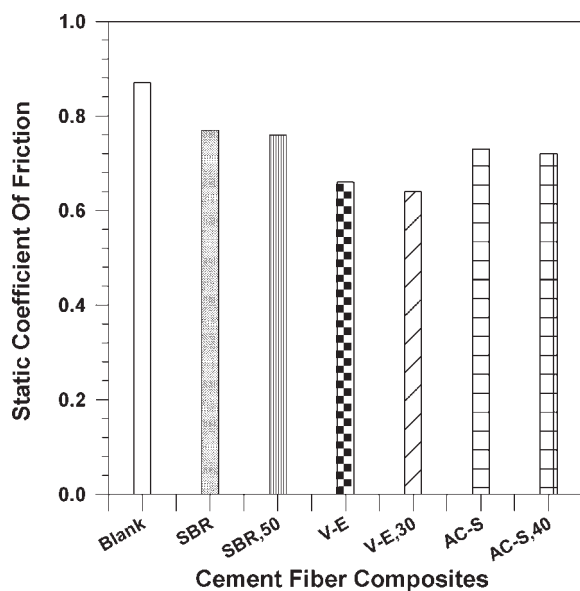 Static Coefficient Of Friction
1.0
0.8
0.6
0.4
0.2
0.0
Blank
SBR
SBR,50
V-E
V-E,30
AC-S
AC-S,40
Cement Fiber Composites